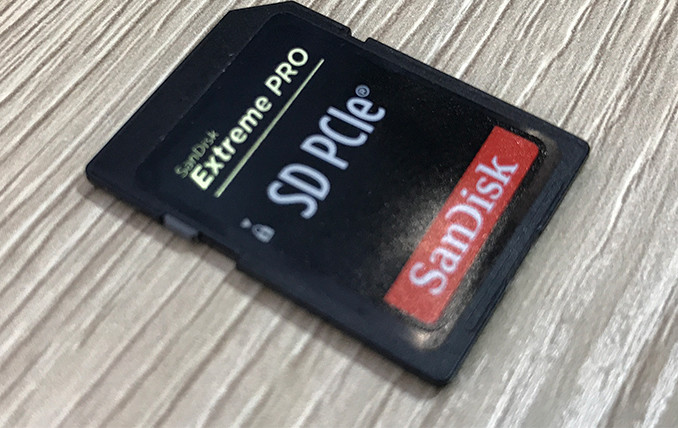 SanDisk
Extreme PRO
SD PCIe®
SanDisk